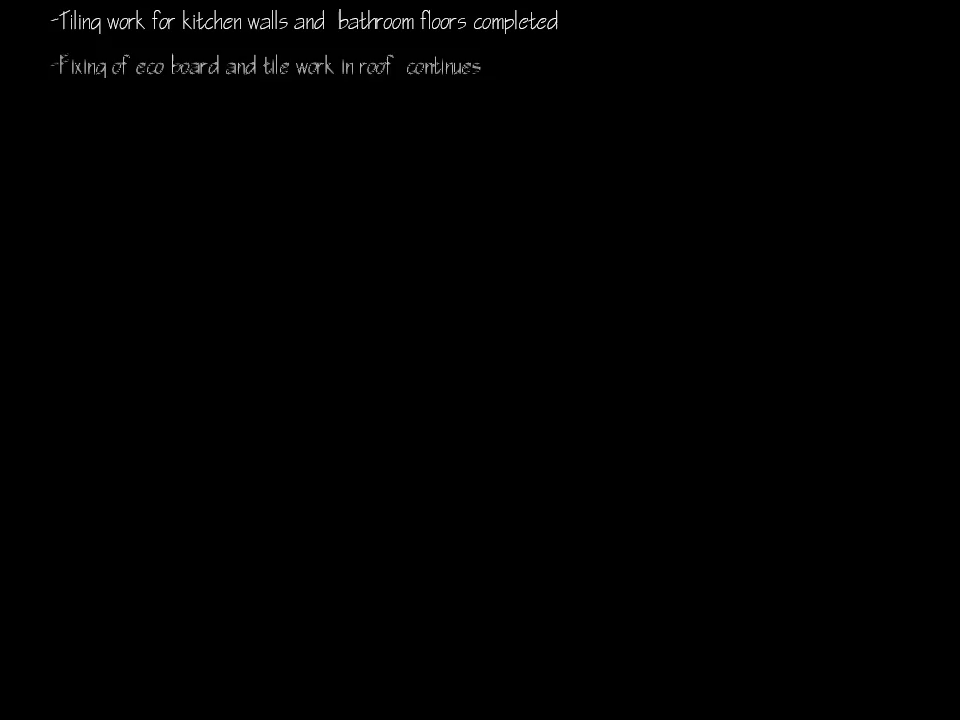 -Tiling work for kitchen walls and bathroom floors completed
-Fixing of eco board and tile work in roof continues